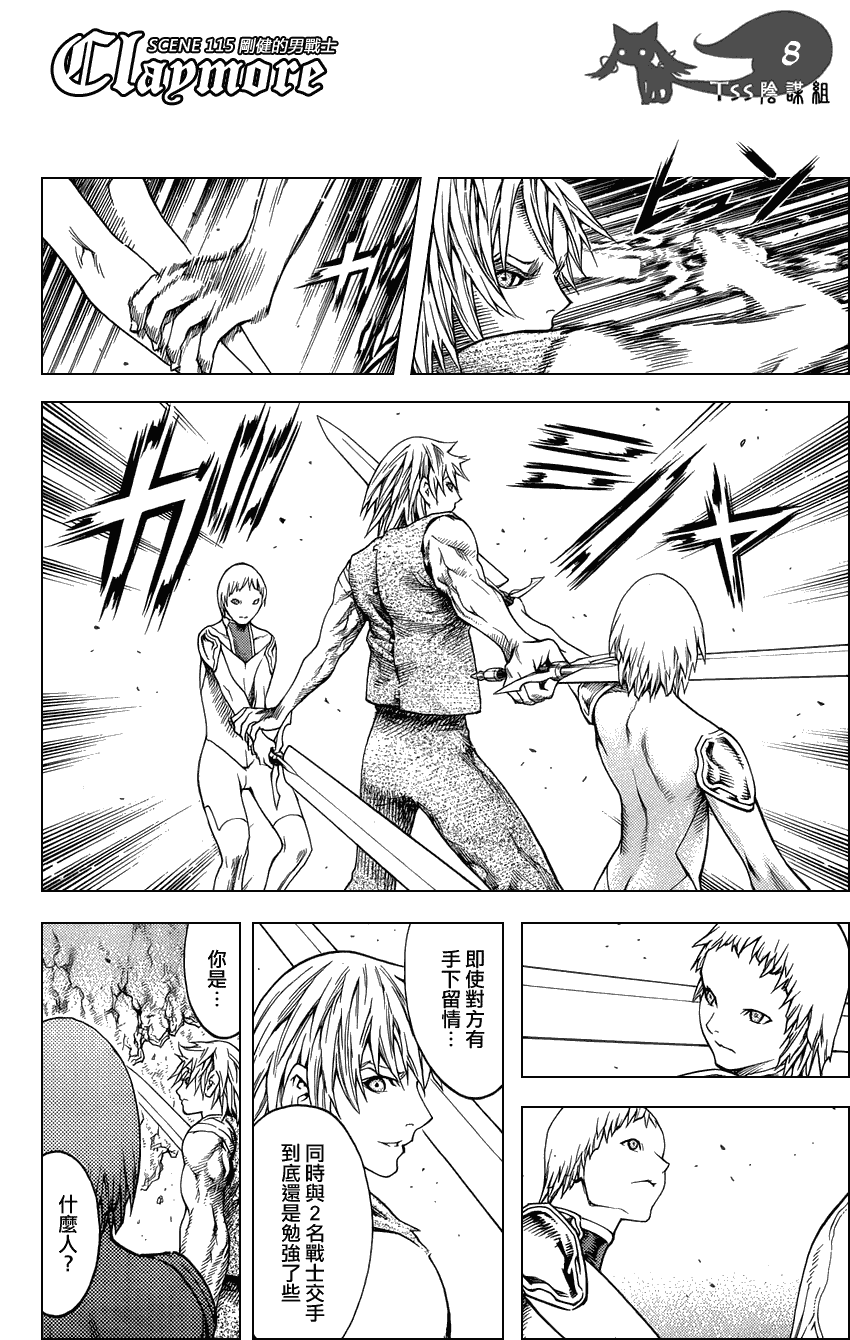 SCENE 115 剛健的男戰士
Claymore
8
Tss陰謀組
ヒュン
ガ
ガガガ
ガ
即使對方有
手下留情…
同時與2名戰士交手
到底還是勉強了些
你是…
什麼人?